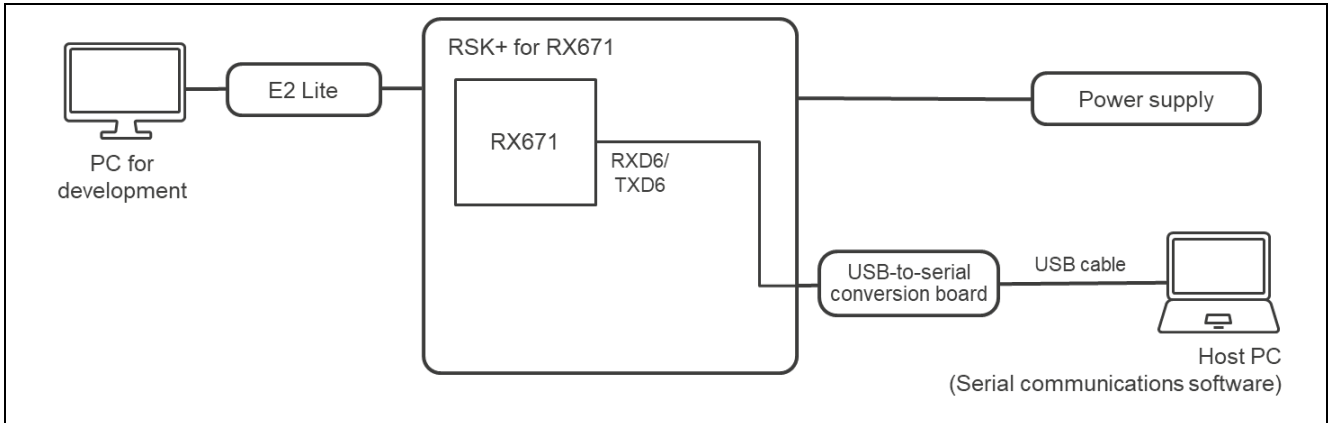 RSK+ for RX671
E2 Lite
Power supply
RX671
RXD6/
TXD6
PC for
development
USB-to-serial
conversion board
USB cable
Host PC
(Serial communications software)